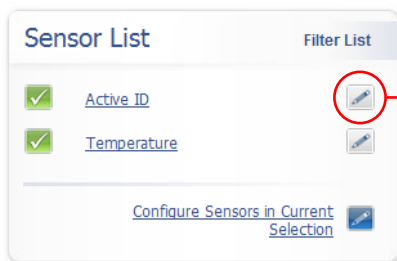 Sensor List Filter List
Active ID
Temperature
Configure Sensors in Current
Selection